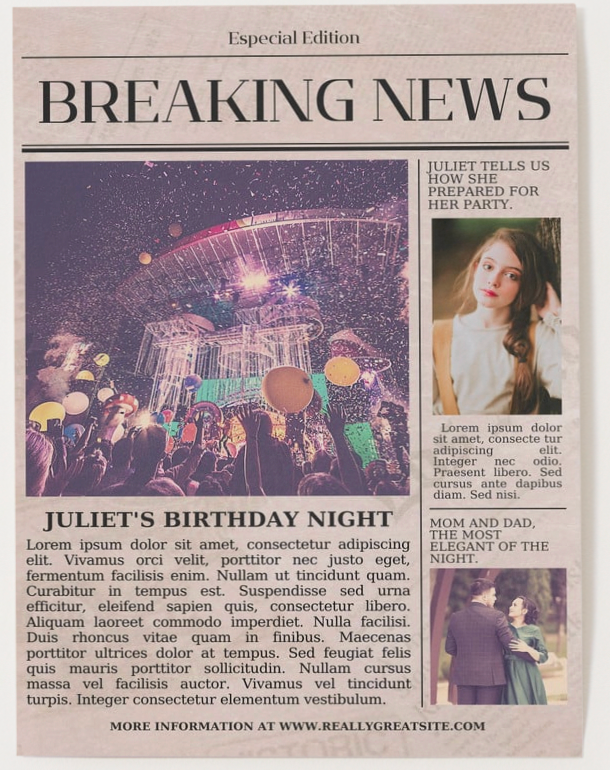 Especial Edition
BREAKING NEWS
JULIET'S BIRTHDAY NIGHT
Lorem ipsum dolor sit amet, consectetur adipiscing
elit. Vivamus orci velit, porttitor nec justo eget,
fermentum facilisis enim. Nullam ut tincidunt quam.
Curabitur in tempus est. Suspendisse sed urna
efficitur, eleifend sapien quis, consectetur libero.
Aliquam laoreet commodo imperdiet. Nulla facilisi.
Duis rhoncus vitae quam in finibus. Maecenas
porttitor ultrices dolor at tempus. Sed feugiat felis
quis mauris porttitor sollicitudin. Nullam cursus
massa vel facilisis auctor. Vivamus vel tincidunt
turpis. Integer consectetur elementum vestibulum.
JULIET TELLS US
HOW SHE
PREPARED FOR
HER PARTY.
Lorem ipsum dolor
sit amet, consecte tur
adipiscing elit.
Integer nec odio.
Praesent libero. Sed
cursus ante dapibus
diam. Sed nisi.
MOM AND DAD,
THE MOST
ELEGANT OF THE
NIGHT.
MORE INFORMATION AT WWW.REALLYGREATSITE.COM